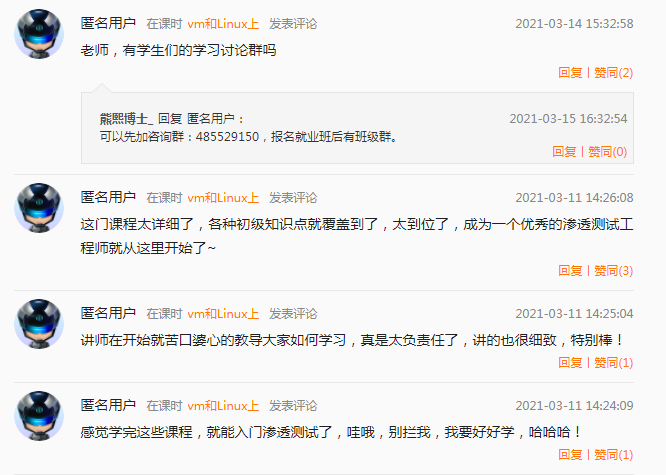 匿名用户 在课时 vm和Linux上 发表评论 2021-03-14 15:32:58
老师，有学生们的学习讨论群吗
回复丨赞同(2)
熊熙博士_ 回复 匿名用户： 2021-03-15 16:32:54
可以先加咨询群：485529150，报名就业班后有班级群。
回复丨赞同(0)
匿名用户 在课时 vm和Linux上 发表评论 2021-03-11 14:26:08
这门课程太详细了，各种初级知识点就覆盖到了，太到位了，成为一个优秀的渗透测试工
程师就从这里开始了~
回复丨赞同(3)
匿名用户 在课时 vm和Linux上 发表评论 2021-03-11 14:25:04
讲师在开始就苦口婆心的教导大家如何学习，真是太负责任了，讲的也很细致，特别棒！
回复丨赞同(1)
匿名用户 在课时 vm和Linux上 发表评论 2021-03-11 14:24:09
感觉学完这些课程，就能入门渗透测试了，哇哦，别拦我，我要好好学，哈哈哈！
回复丨赞同(1)